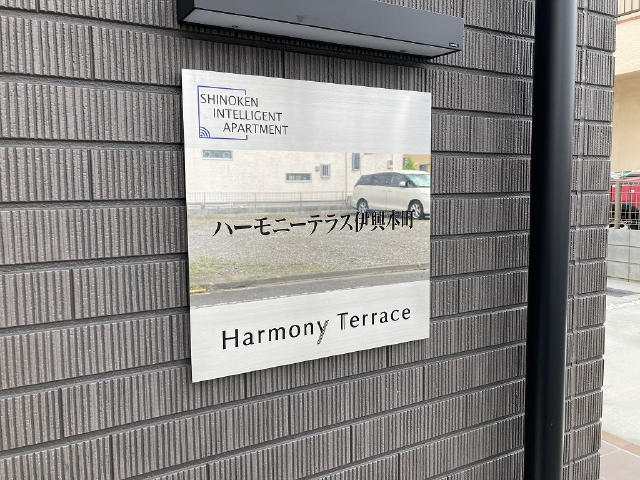 SHINOKEN
INTELLIGENT
APARTMENT
ハーモニーテラス伊興本町
Harmony Terrace